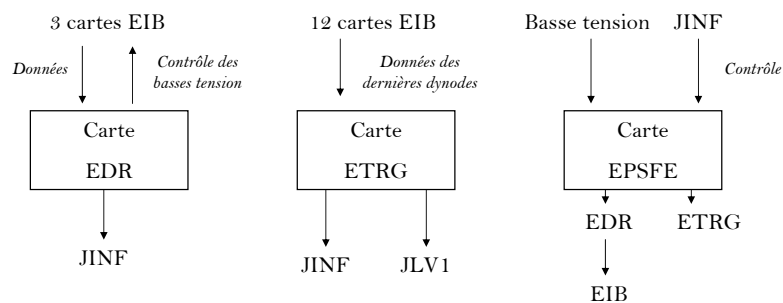 3 cartes EIB
Données
Contrôle des
basses tension
Carte
EDR
JINF
12 cartes EIB
Données des
dernières dynodes
Carte
ETRG
JINF
JLV1
Basse tension
JINF
Contrôle
Carte
EPSFE
EDR
ETRG
EIB